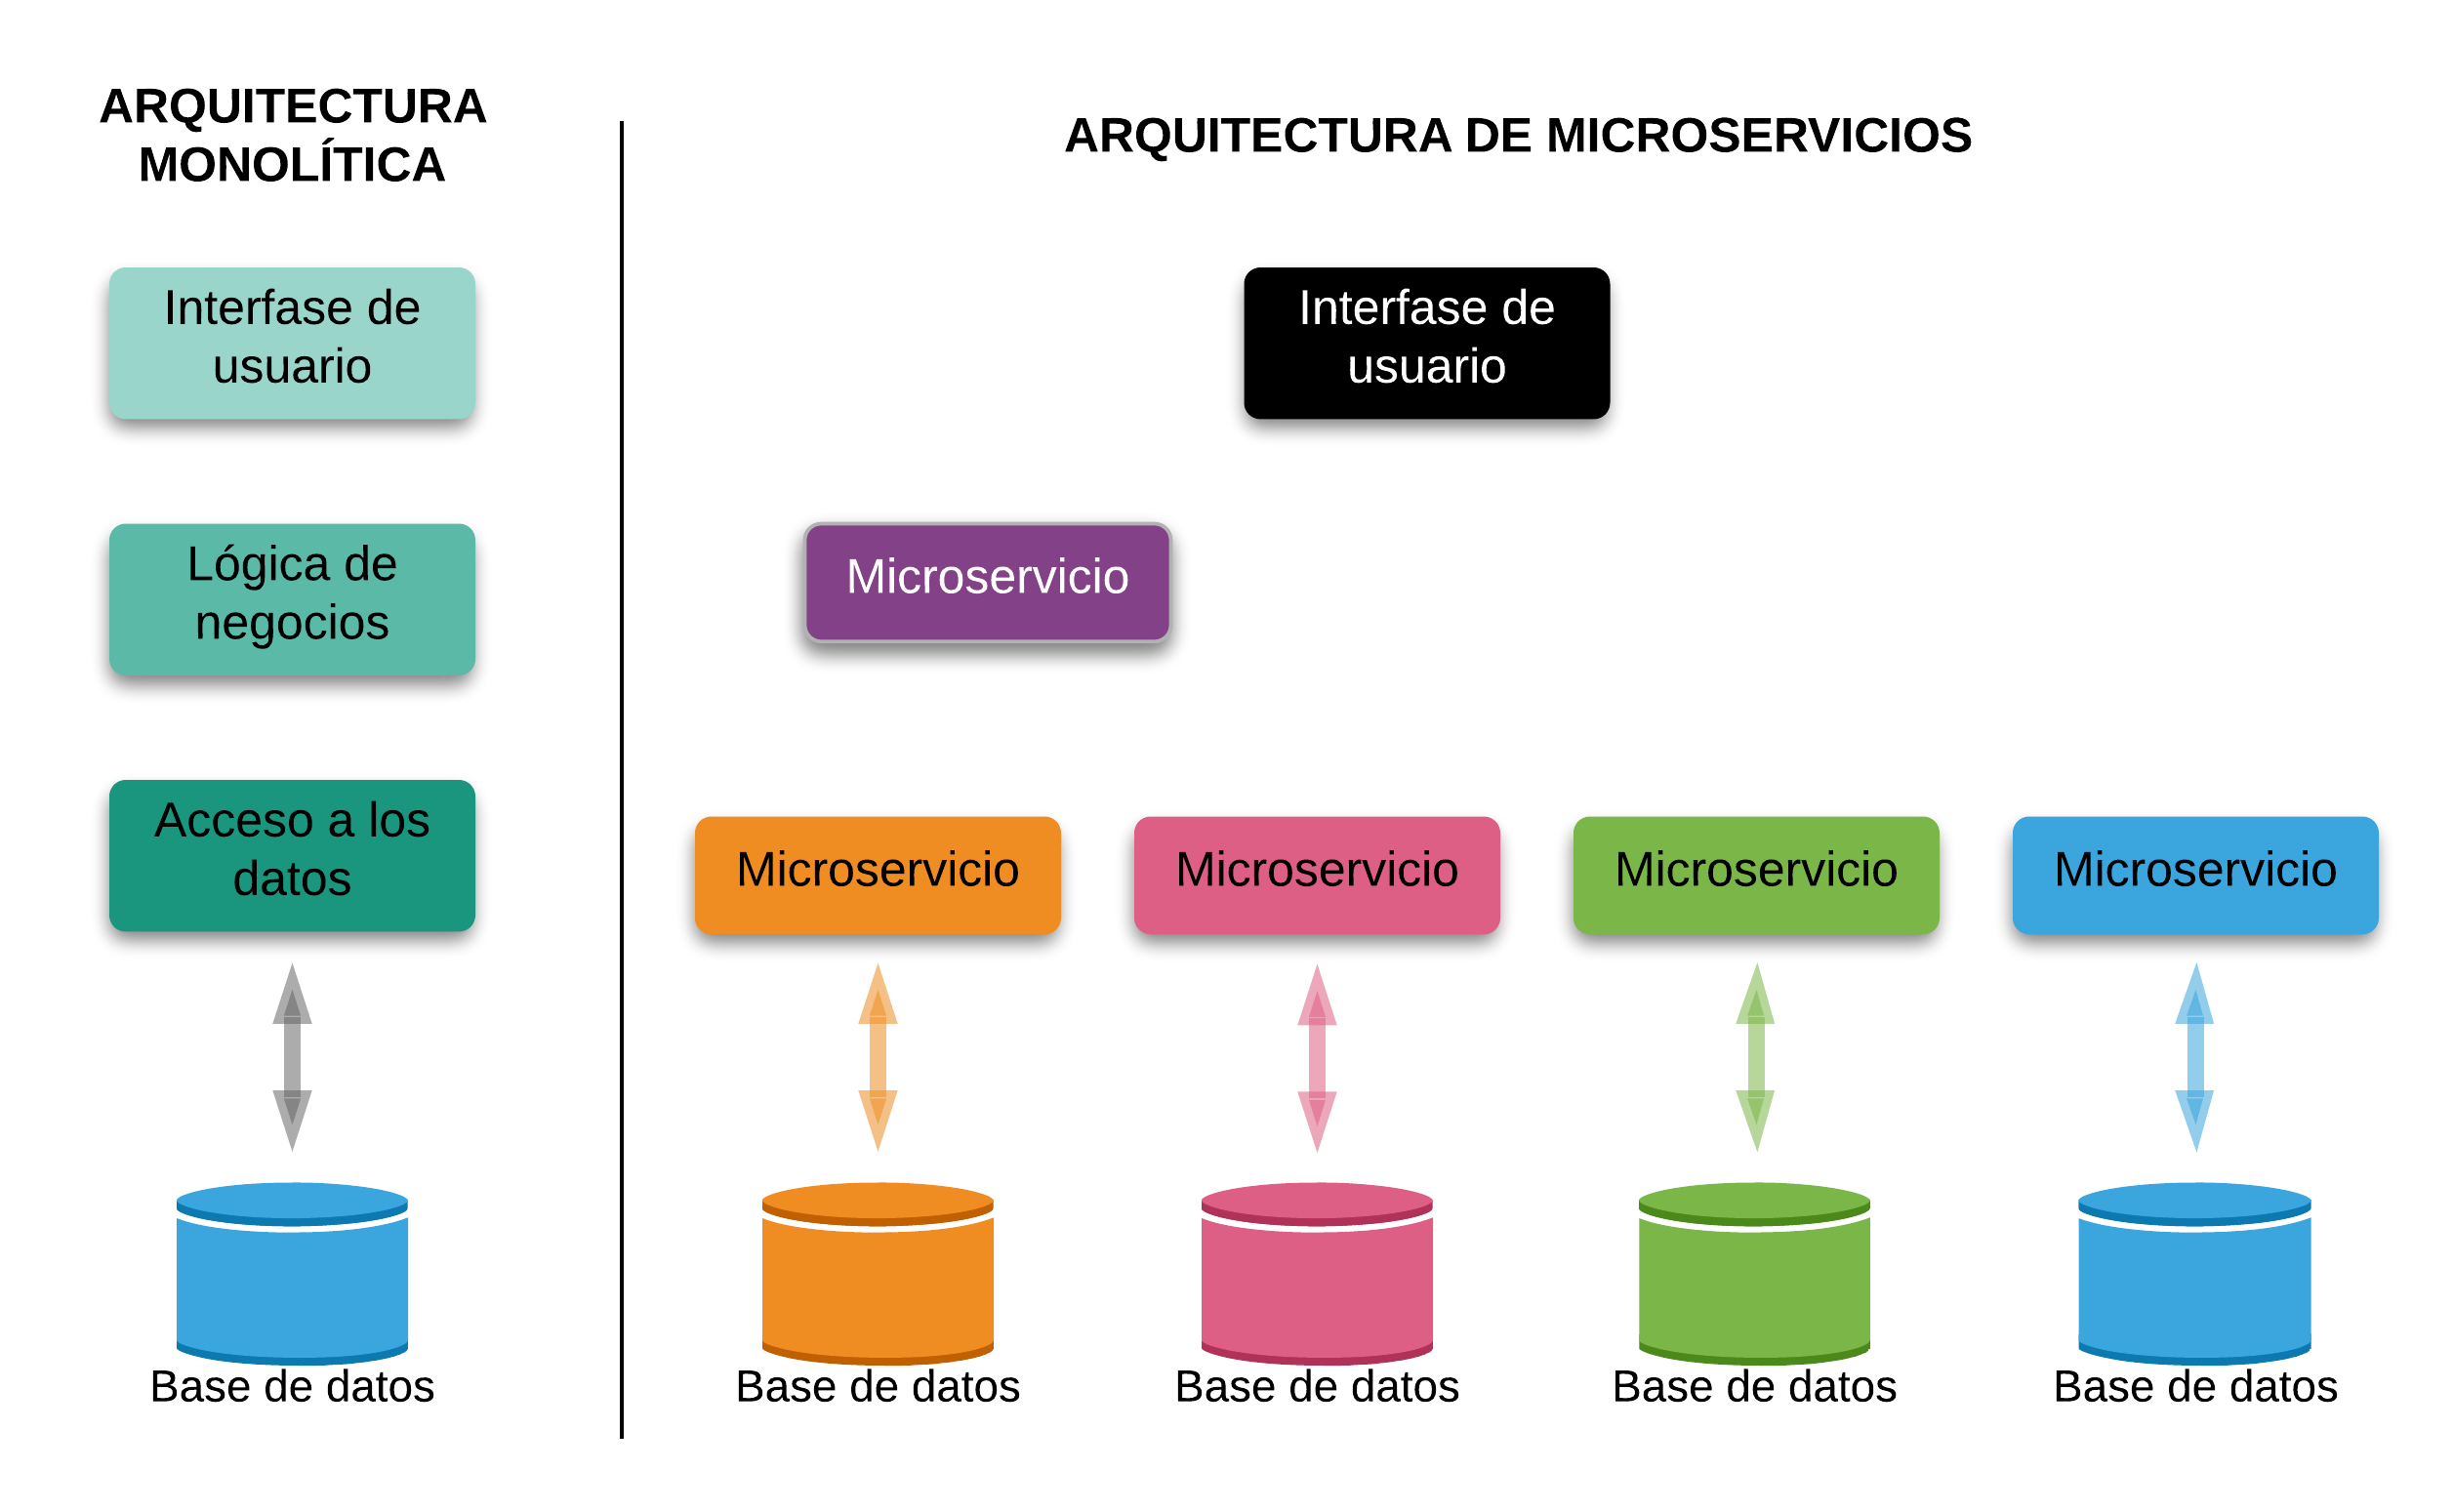 ARQUITECTURA
MONOLÍTICA
Interfase de
usuario
Lógica de
negocios
Acceso a los
datos
Base de datos
ARQUITECTURA DE MICROSERVICIOS
Interfase de
usuario
Microservicio
Microservicio
Microservicio
Microservicio
Microservicio
Base de datos
Base de datos
Base de datos
Base de datos